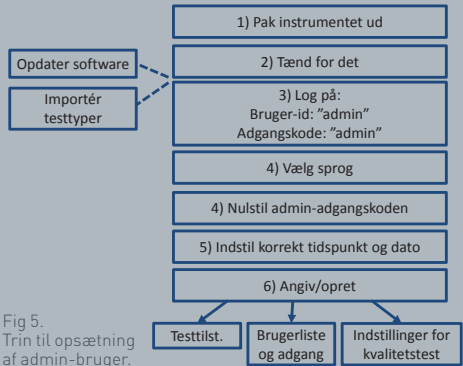 1) Pak instrumentet ud
Opdater software
2) Tænd for det
Importér
testtyper
3) Log på:
Bruger-id: ”admin”
Adgangskode: ”admin”
4) Vælg sprog
4) Nulstil admin-adgangskoden
5) Indstil korrekt tidspunkt og dato
6) Angiv/opret
Fig 5.
Trin til opsætning
af admin-bruger.
Testtilst.
Brugerliste
og adgang
Indstillinger for
kvalitetstest